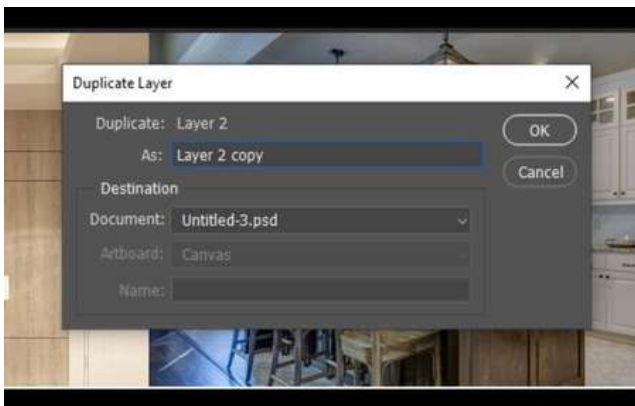 Duplicate Layer
Duplicate: Layer 2
OK
As: Layer 2 copy
Cancel
Destination
Document: Untitled-3.psd
Artboard: Canvas
Name: